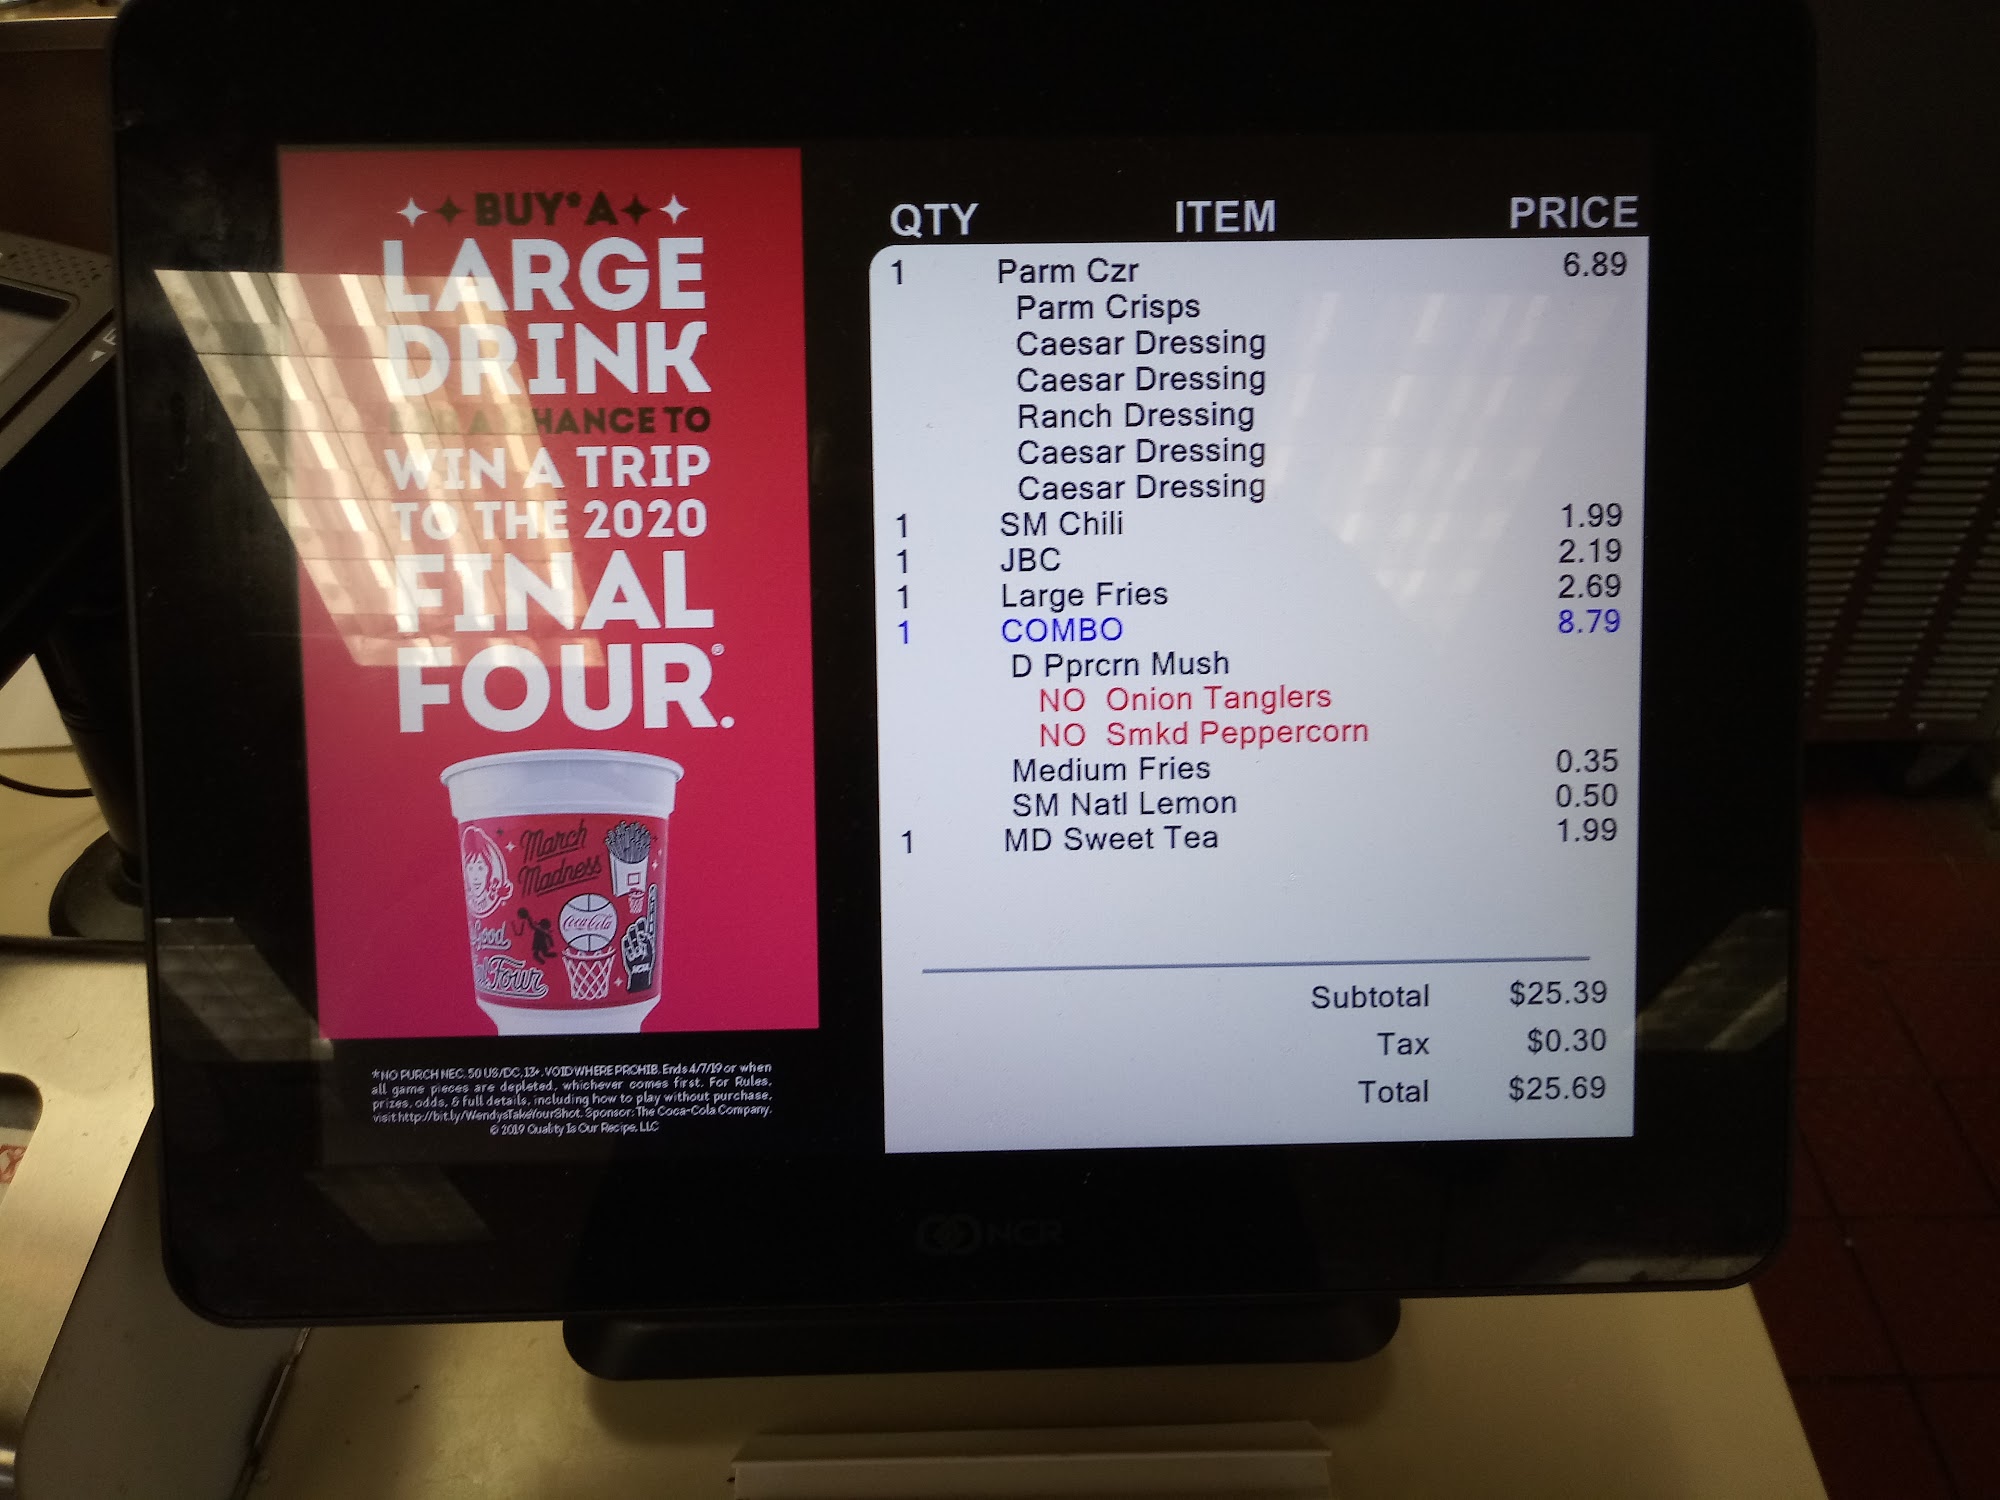 BUY* A
LARGE
DRINK
FOR A CHANCE TO
WIN A TRIP
TO THE 2020
FINAL
FOUR®.
March
Madness
Coca-Cola
Good
Four
*NO PURCH NEC. 50 US/DC, 13+. VOID WHERE PROHIB. Ends 4/7/19 or when
all game pieces are depleted, whichever comes first. For Rules,
prizes, odds, & full details, including how to play without purchase,
visit http://bit.ly/WendysTakeYourShot. Sponsor: The Coca-Cola Company.
© 2019 Quality Is Our Recipe, LLC
QTY ITEM PRICE
1 Parm Czr 6.89
Parm Crisps
Caesar Dressing
Caesar Dressing
Ranch Dressing
Caesar Dressing
Caesar Dressing
1 SM Chili 1.99
1 JBC 2.19
1 Large Fries 2.69
1 COMBO 8.79
D Pprcrn Mush
NO Onion Tanglers
NO Smkd Peppercorn
Medium Fries 0.35
SM Natl Lemon 0.50
1 MD Sweet Tea 1.99
Subtotal $25.39
Tax $0.30
Total $25.69
NCR